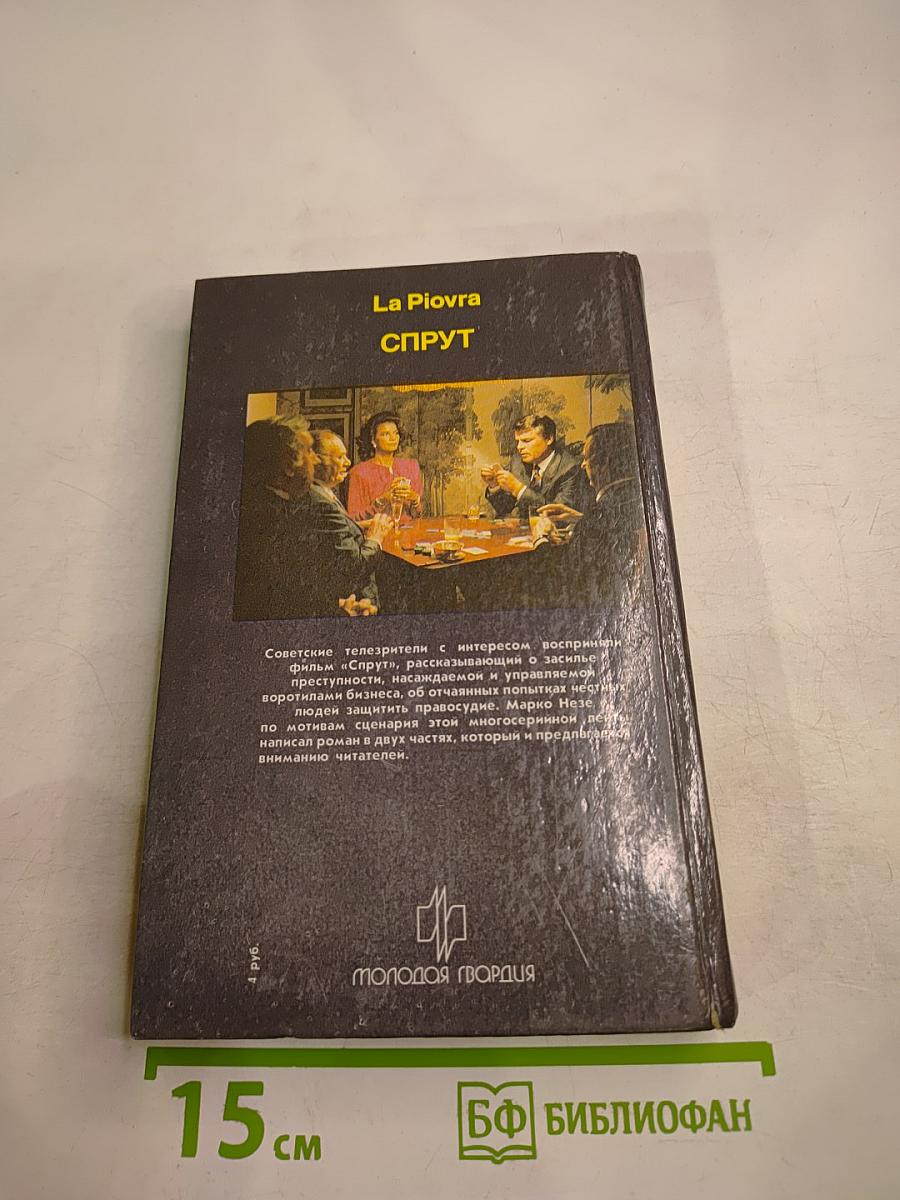 La Piovra
СПРУТ
Советские телезрители с интересом восприняли
фильм «Спрут», рассказывающий о засилье
преступности, насаждаемой и управляемой
воротилами бизнеса, об отчаянных попытках честных
людей защитить правосудие. Марко Незе
по мотивам сценария этой многосерийной ленты
написал роман в двух частях, который и предлагается
вниманию читателей.
4 руб.
МОЛОДАЯ ГВАРДИЯ
15 см
БФ БИБЛИОФАН